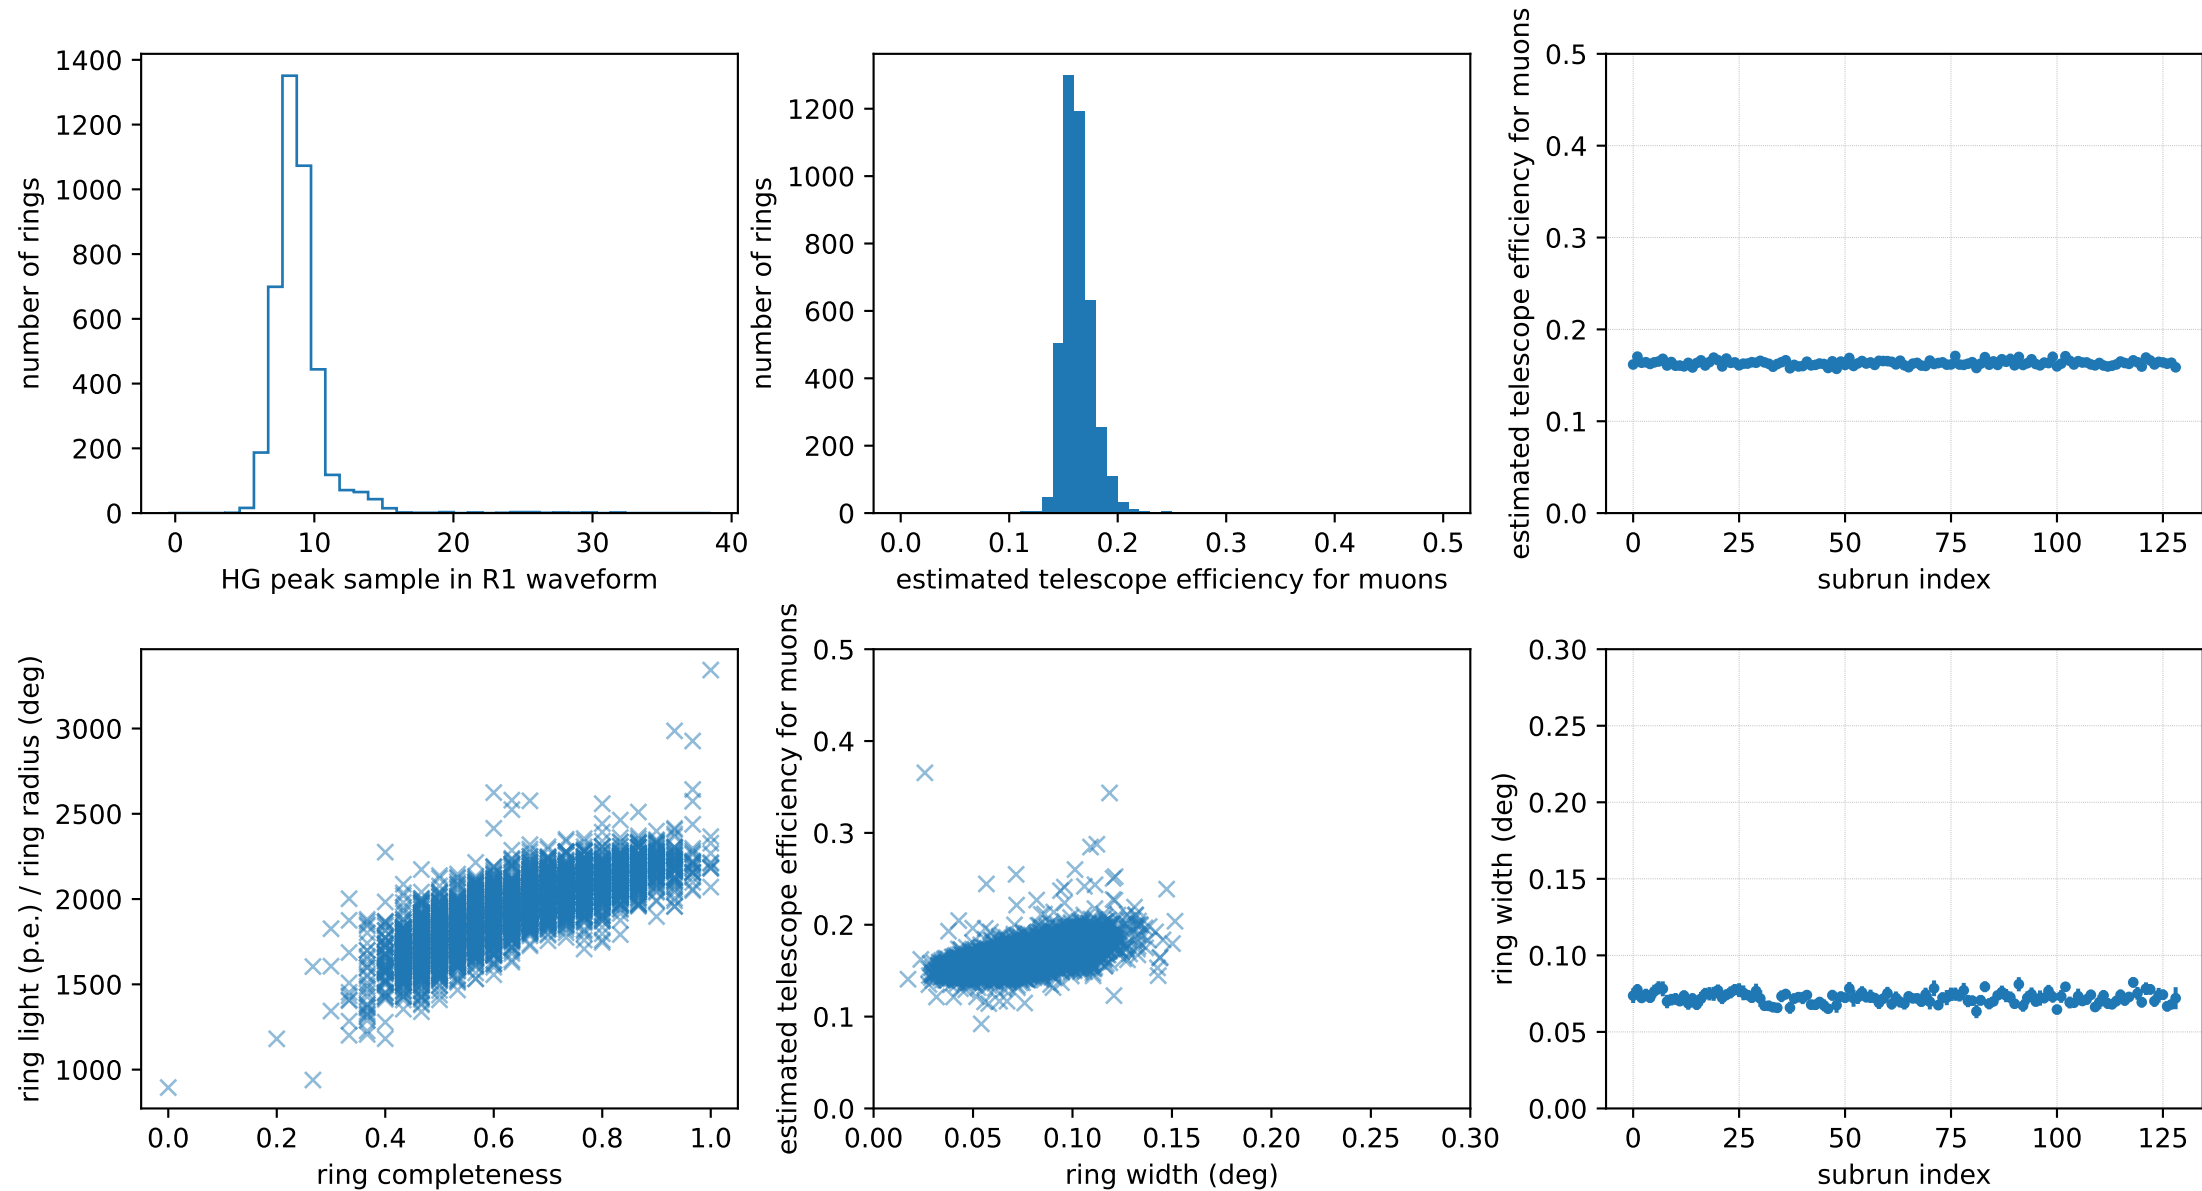 1400
1200
1000
800
600
400
200
0
number of rings
0 10 20 30 40
HG peak sample in R1 waveform
1200
1000
800
600
400
200
0
number of rings
0.0 0.1 0.2 0.3 0.4 0.5
estimated telescope efficiency for muons
0.5
0.4
0.3
0.2
0.1
0.0
estimated telescope efficiency for muons
0 25 50 75 100 125
subrun index
3000
2500
2000
1500
1000
ring light (p.e.) / ring radius (deg)
0.0 0.2 0.4 0.6 0.8 1.0
ring completeness
0.5
0.4
0.3
0.2
0.1
0.0
estimated telescope efficiency for muons
0.00 0.05 0.10 0.15 0.20 0.25 0.30
ring width (deg)
0.30
0.25
0.20
0.15
0.10
0.05
0.00
ring width (deg)
0 25 50 75 100 125
subrun index